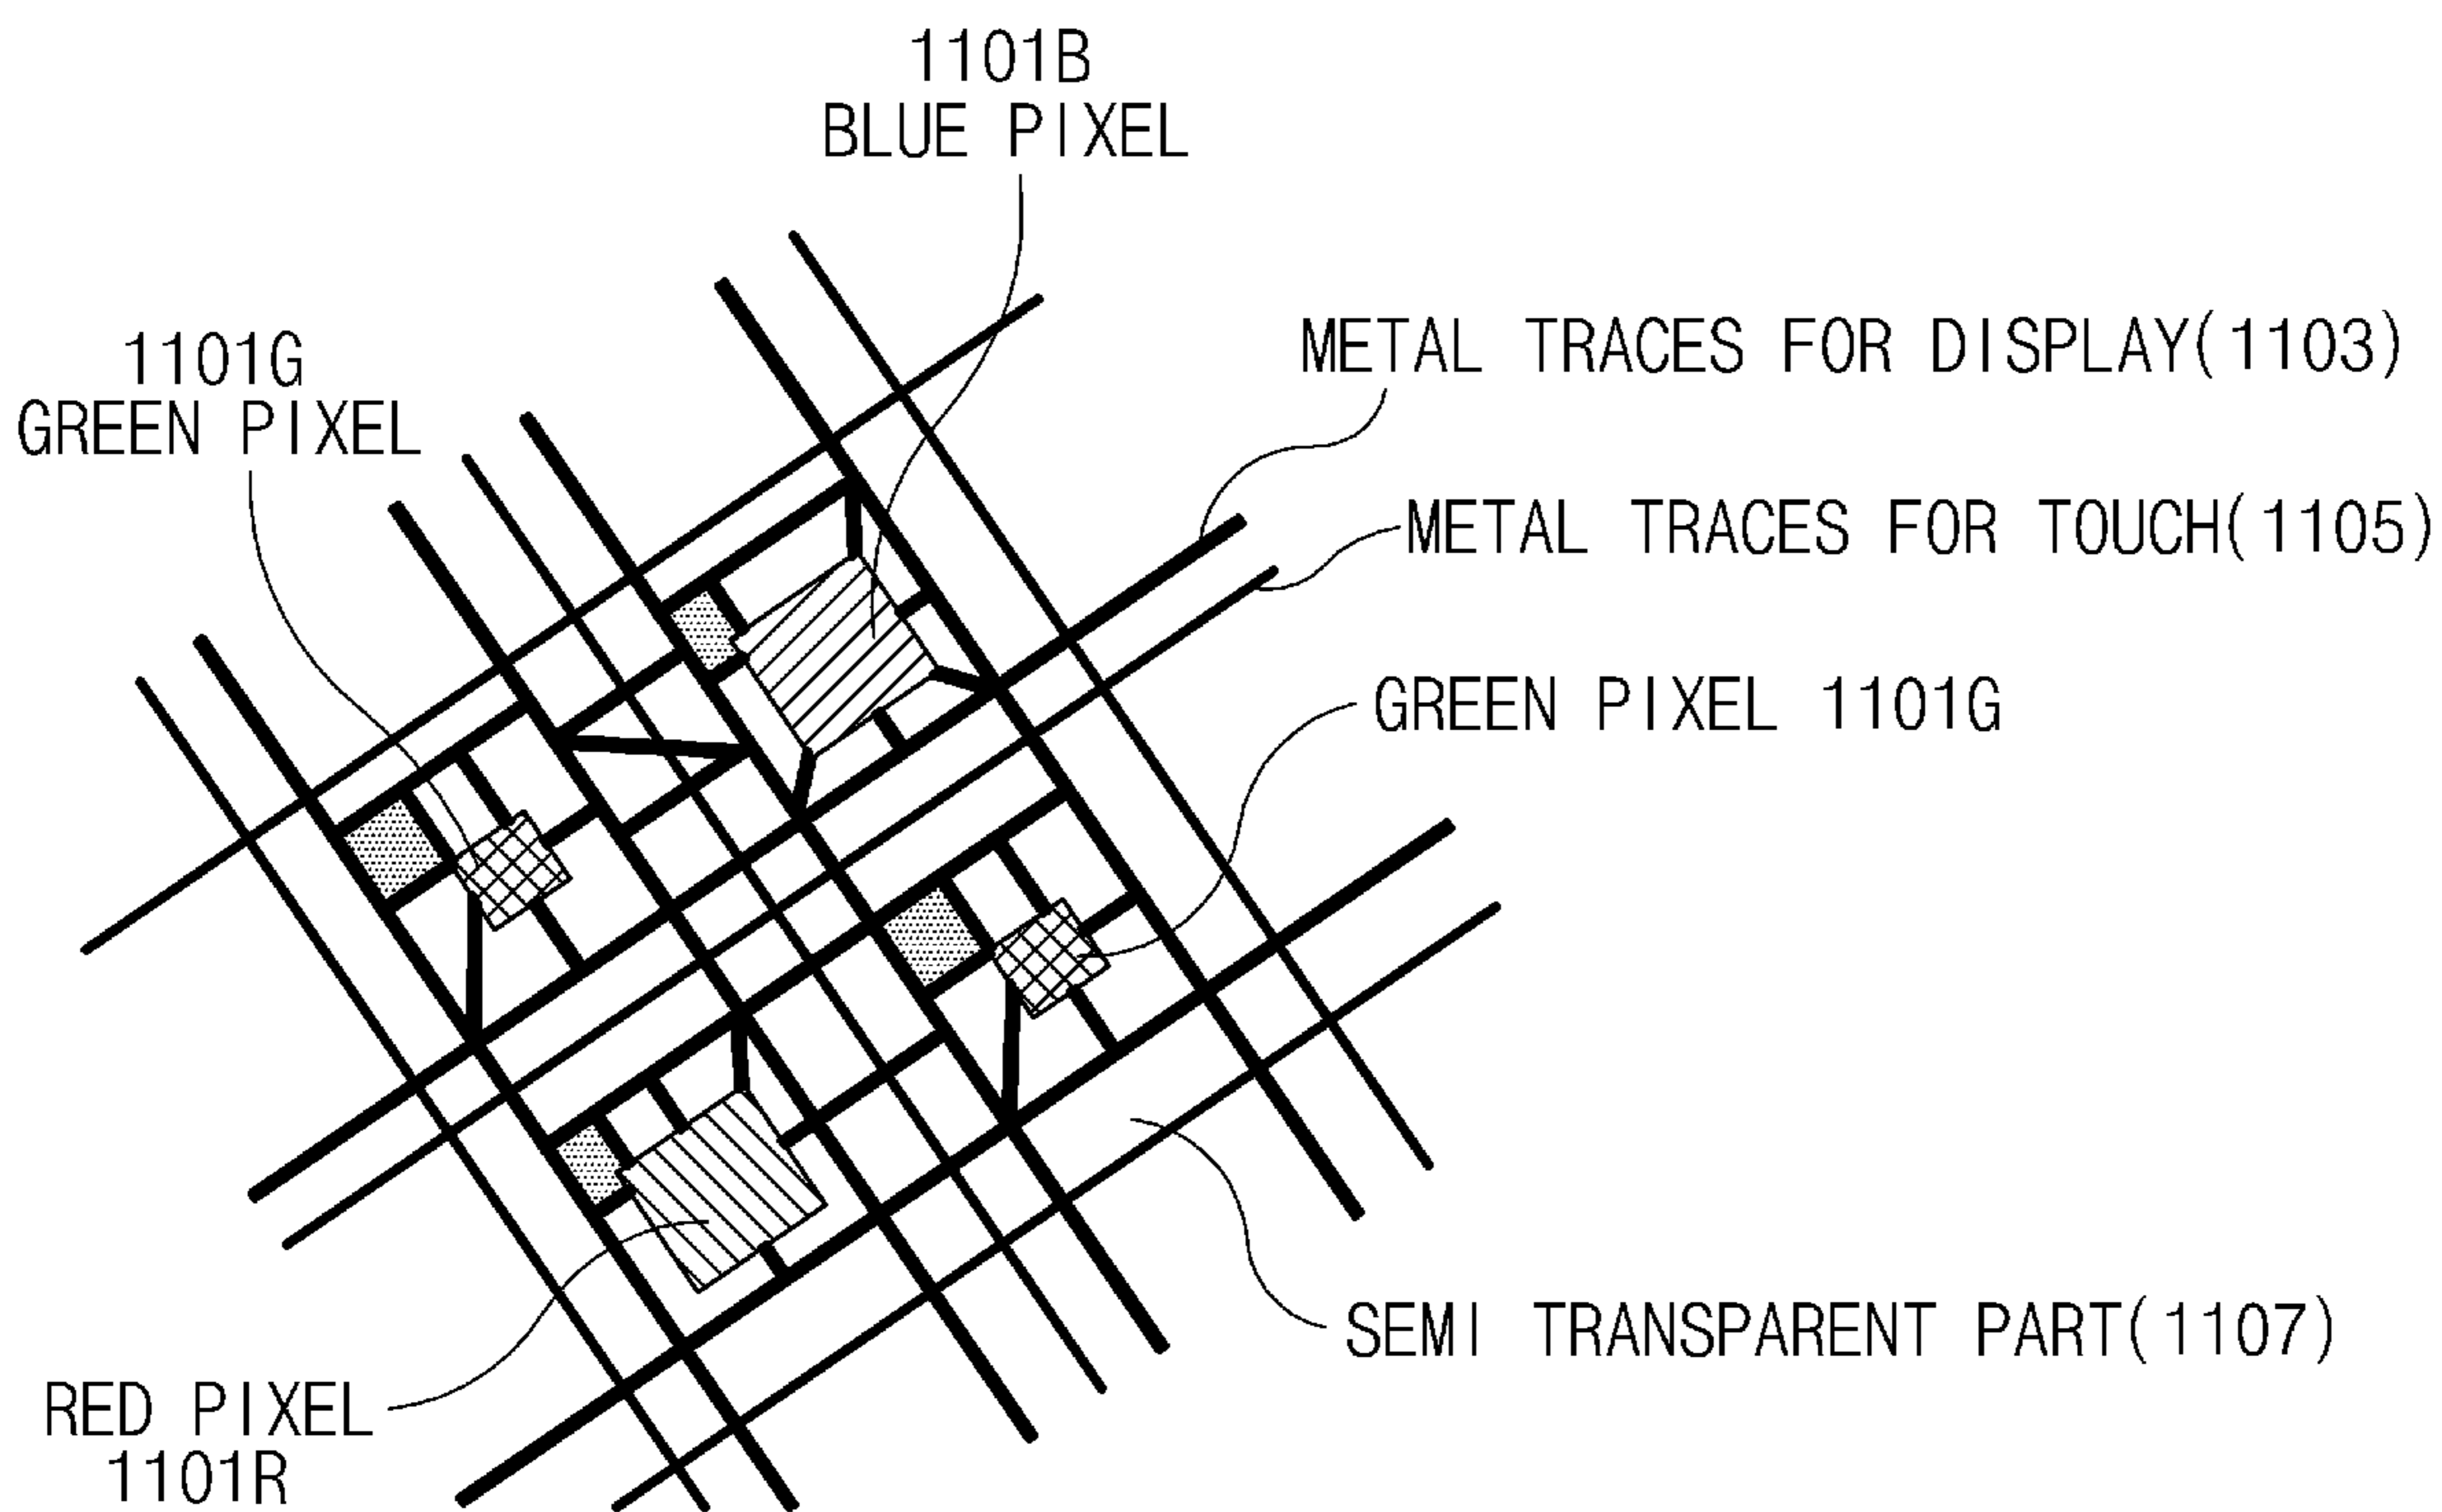 1101B
BLUE PIXEL
1101G
GREEN PIXEL
METAL TRACES FOR DISPLAY(1103)
METAL TRACES FOR TOUCH(1105)
GREEN PIXEL 1101G
SEMI TRANSPARENT PART(1107)
RED PIXEL
1101R